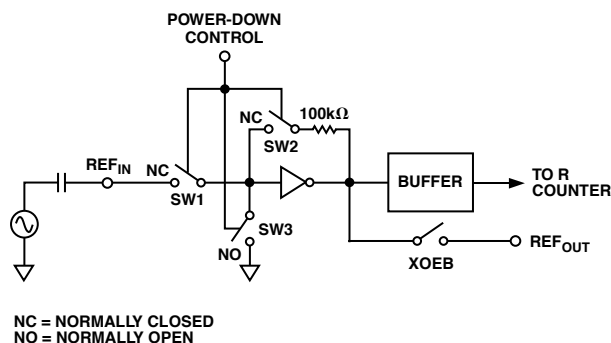 POWER-DOWN
CONTROL
NC
100kΩ
SW2
REFIN
NC
SW1
BUFFER
TO R
COUNTER
SW3
NO
XOEB
REFOUT
NC = NORMALLY CLOSED
NO = NORMALLY OPEN